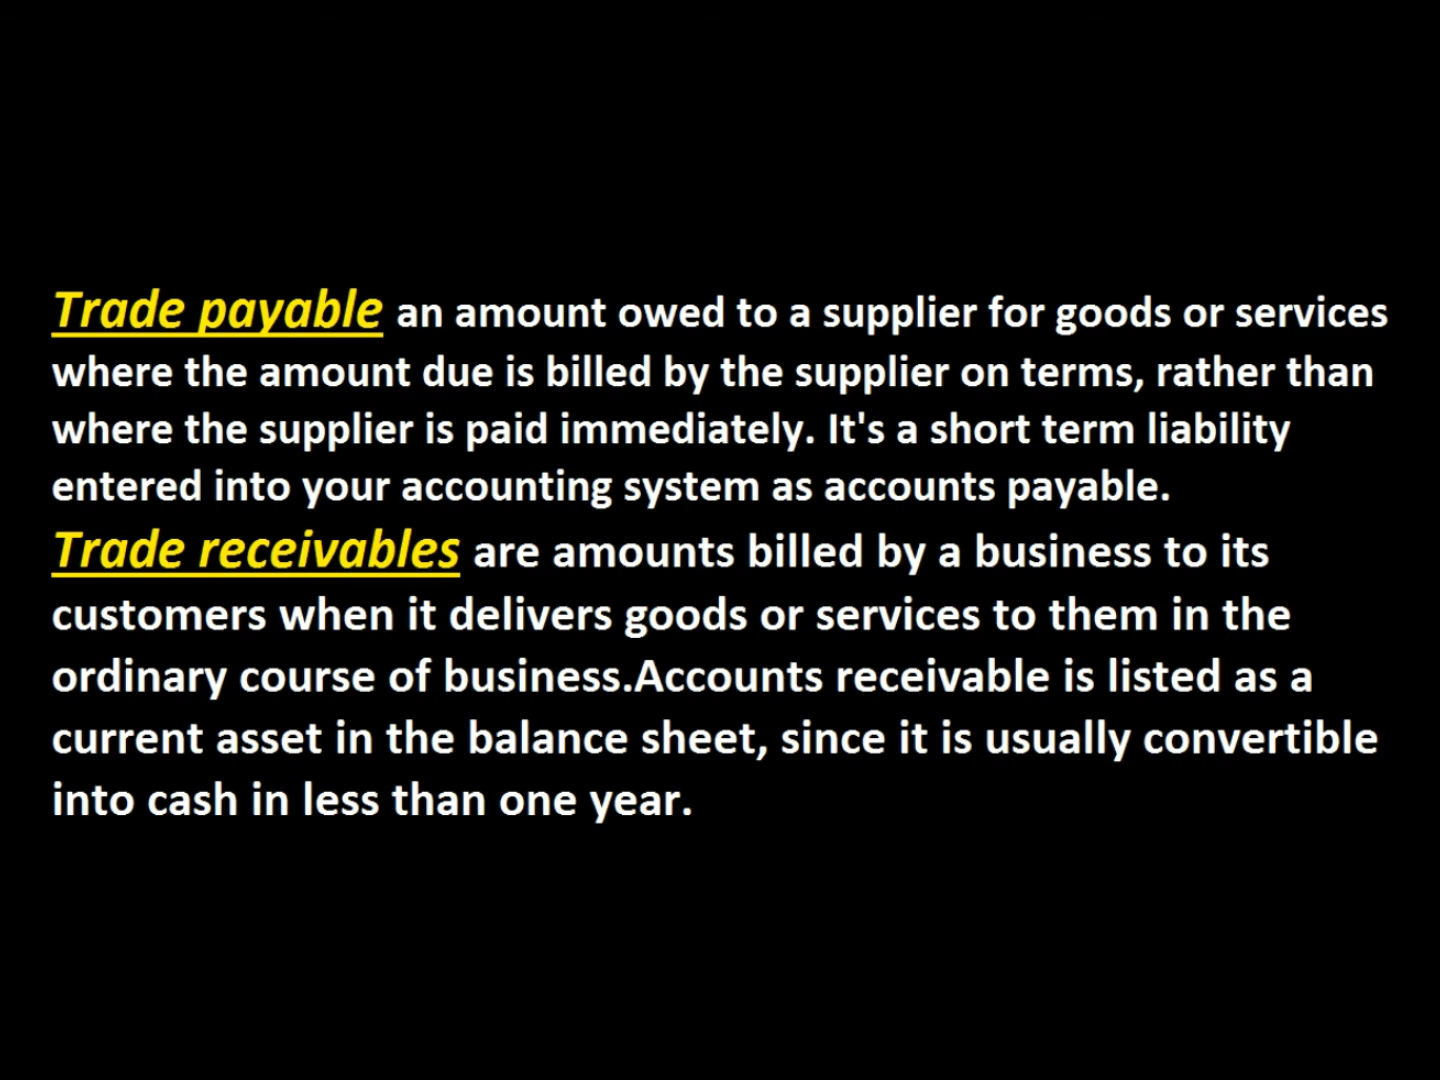 Trade payable an amount owed to a supplier for goods or services
where the amount due is billed by the supplier on terms, rather than
where the supplier is paid immediately. It's a short term liability
entered into your accounting system as accounts payable.
Trade receivables are amounts billed by a business to its
customers when it delivers goods or services to them in the
ordinary course of business.Accounts receivable is listed as a
current asset in the balance sheet, since it is usually convertible
into cash in less than one year.